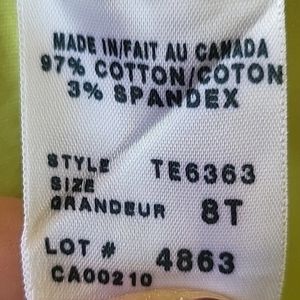 MADE IN/FAIT AU CANADA
97% COTTON/COTON
3% SPANDEX
STYLE TE6363
SIZE
GRANDEUR 8T
LOT # 4863
CA00210